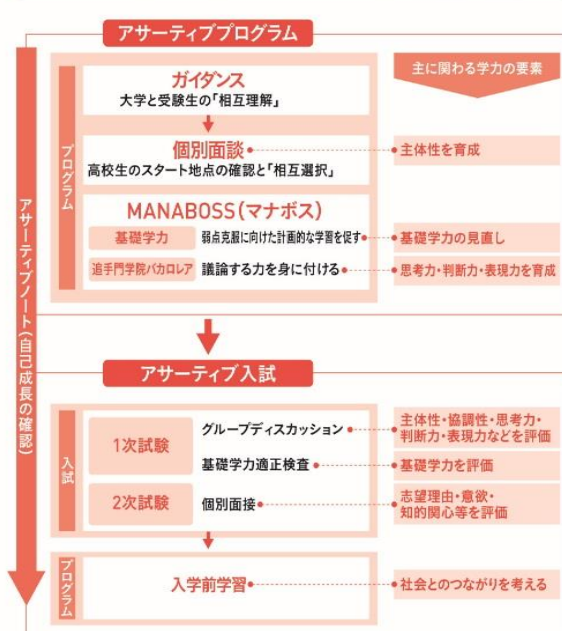 アサーティブプログラム
主に関わる学力の要素
アサーティブノート(自己成長の確認)
プログラム
ガイダンス
大学と受験生の「相互理解」
個別面談
主体性を育成
高校生のスタート地点の確認と「相互選択」
MANABOSS(マナボス)
基礎学力
弱点克服に向けた計画的な学習を促す
基礎学力の見直し
追手門学院バカロレア
議論する力を身に付ける
思考力・判断力・表現力を育成
アサーティブ入試
入試
1次試験
グループディスカッション
主体性・協調性・思考力・
判断力・表現力などを評価
基礎学力適正検査
基礎学力を評価
2次試験
個別面接
志望理由・意欲・
知的関心等を評価
プログラム
入学前学習
社会とのつながりを考える